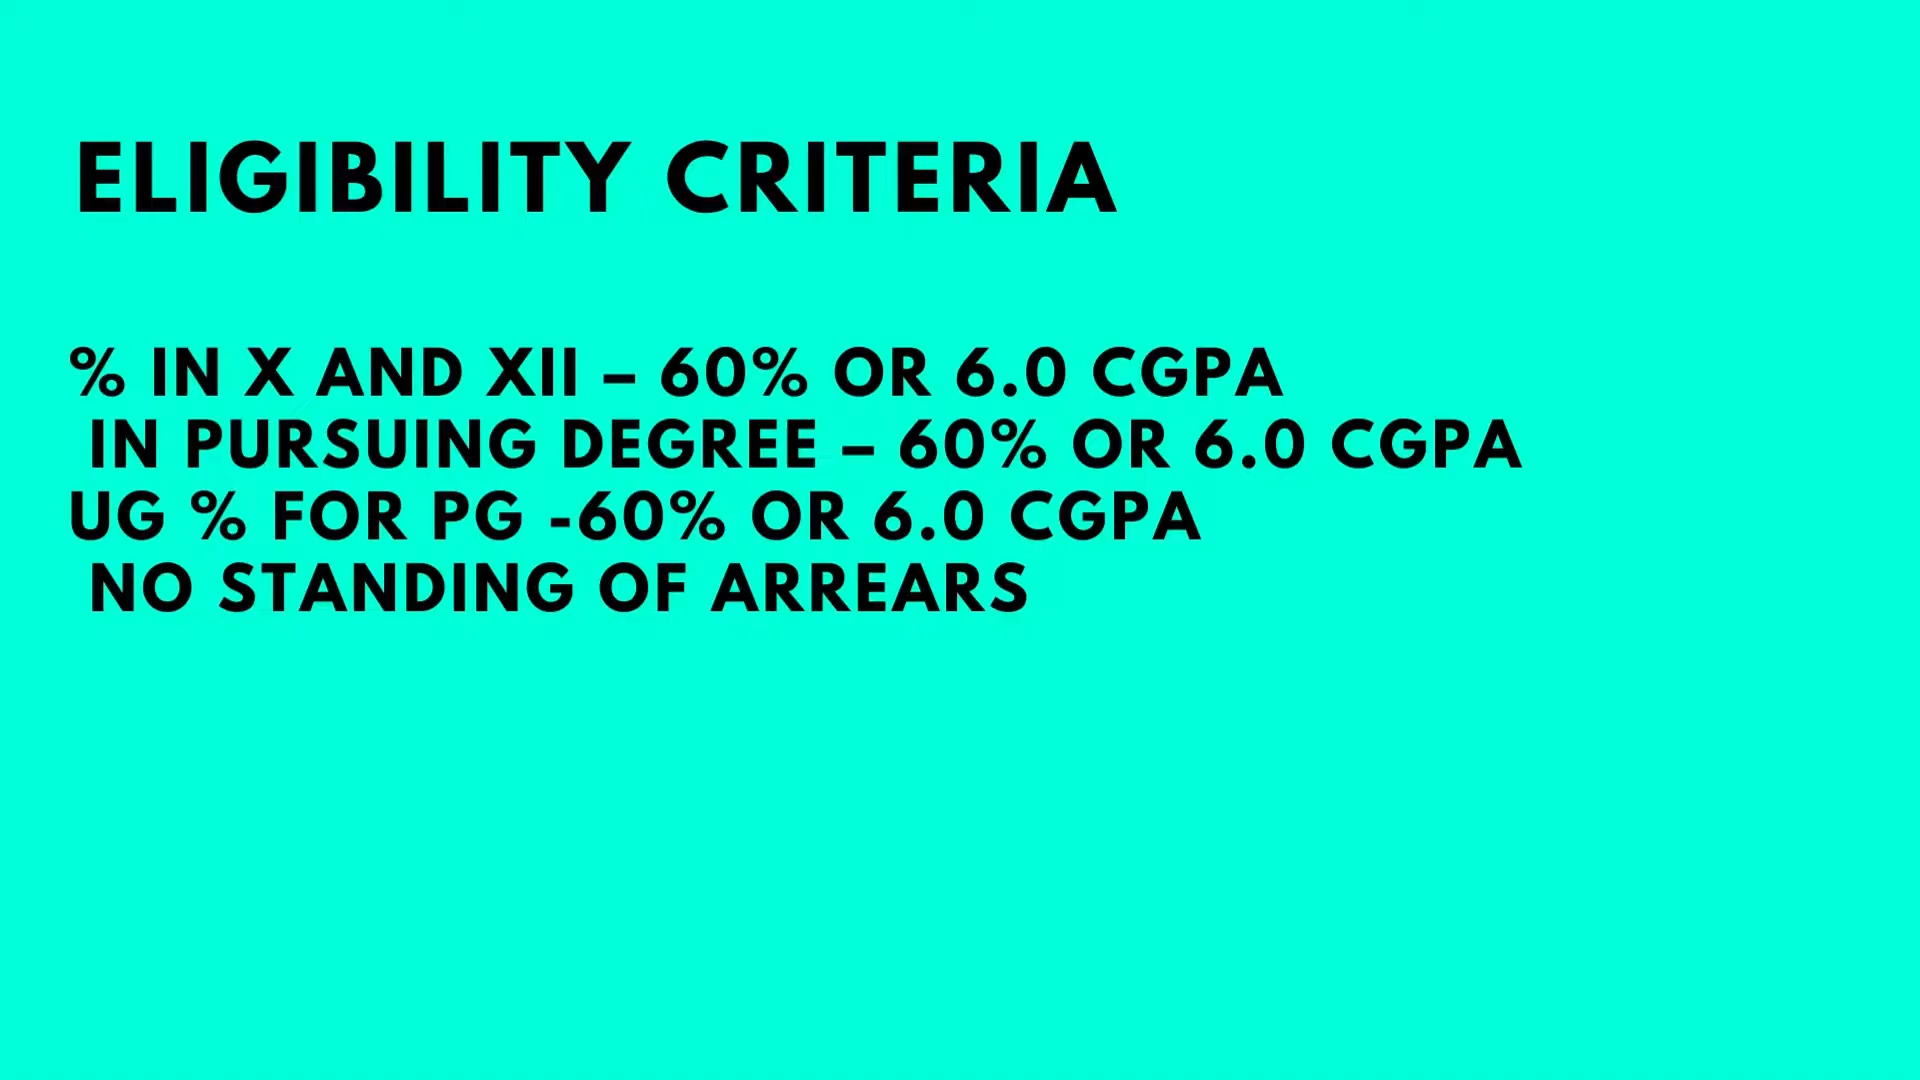 ELIGIBILITY CRITERIA
% IN X AND XII – 60% OR 6.0 CGPA
IN PURSUING DEGREE – 60% OR 6.0 CGPA
UG % FOR PG -60% OR 6.0 CGPA
NO STANDING OF ARREARS